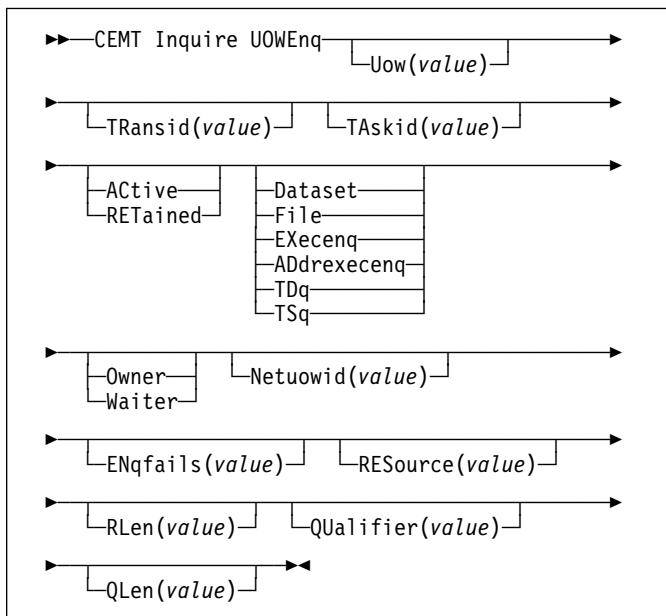 CEMT Inquire UOWEnq
Uow(value)
TRansid(value) TAskid(value)
ACtive
RETained
Dataset
File
EXecenq
ADdrexecenq
TDq
TSq
Owner
Waiter
Netuowid(value)
ENqfails(value) RESource(value)
RLen(value) QUalifier(value)
QLen(value)